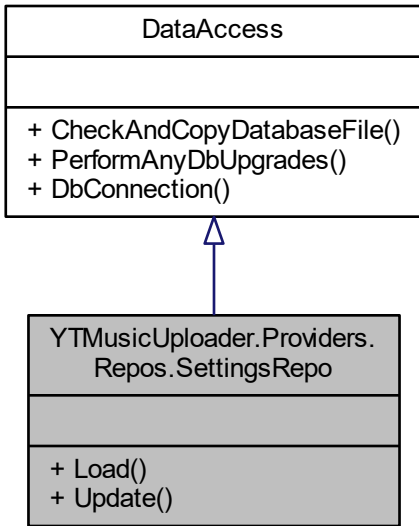 DataAccess
+ CheckAndCopyDatabaseFile()
+ PerformAnyDbUpgrades()
+ DbConnection()
YTMusicUploader.Providers.
Repos.SettingsRepo
+ Load()
+ Update()